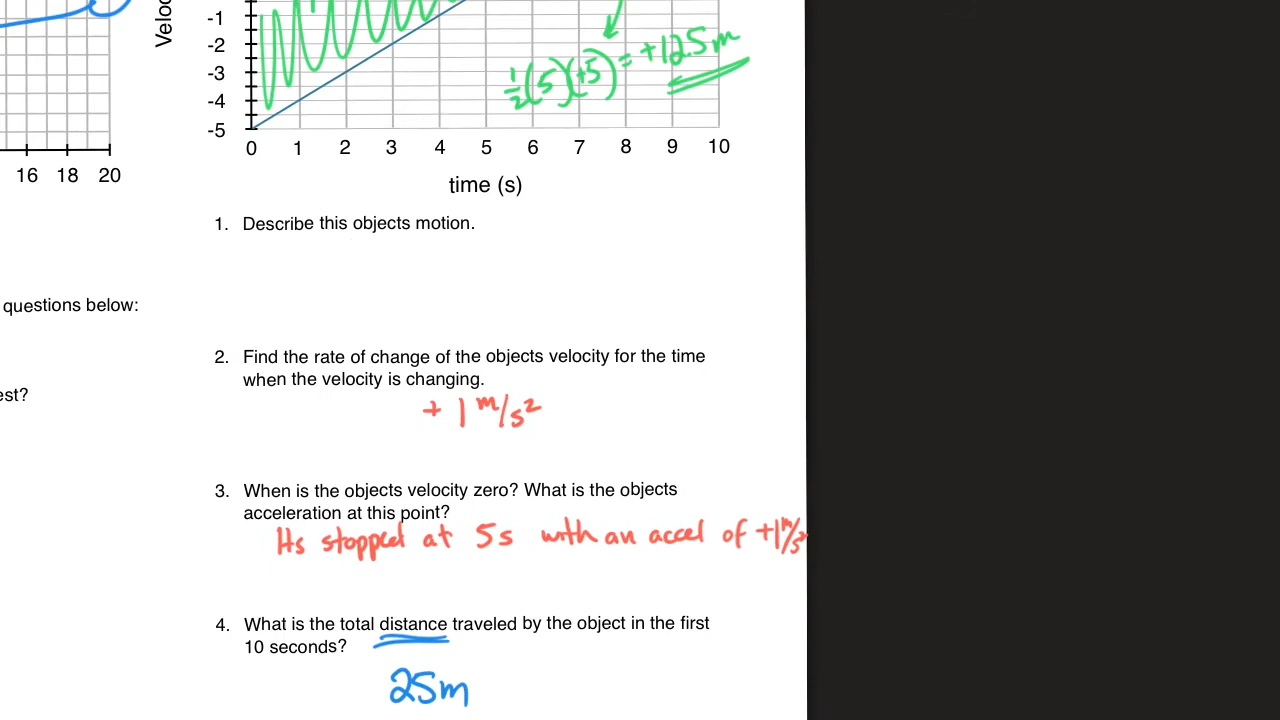 Veloc
-1
-2
-3
-4
-5
½(5)(+5) = +12.5m
0 1 2 3 4 5 6 7 8 9 10
time (s)
16 18 20
1. Describe this objects motion.
questions below:
2. Find the rate of change of the objects velocity for the time
when the velocity is changing.
+ 1 m/s²
est?
3. When is the objects velocity zero? What is the objects
acceleration at this point?
Its stopped at 5s with an accel of +1 m/s²
4. What is the total distance traveled by the object in the first
10 seconds?
25m